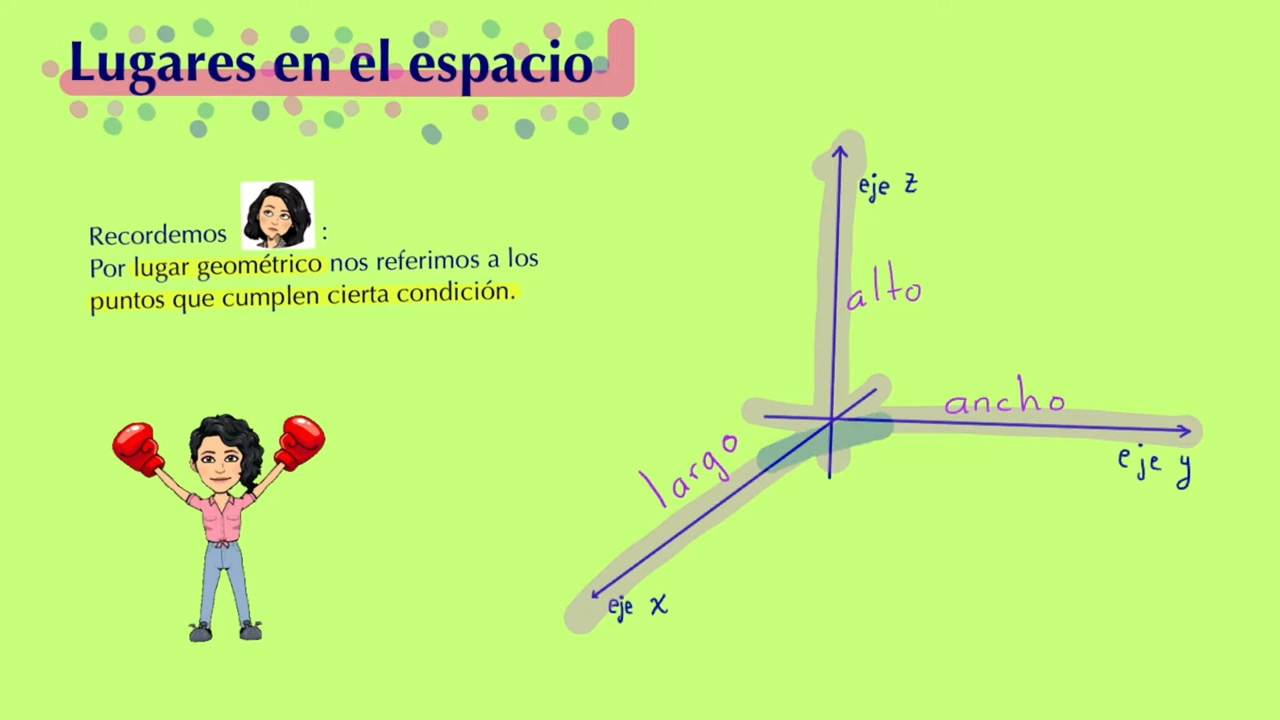 Lugares en el espacio
Recordemos :
Por lugar geométrico nos referimos a los
puntos que cumplen cierta condición.
eje z
alto
ancho
eje y
largo
eje x